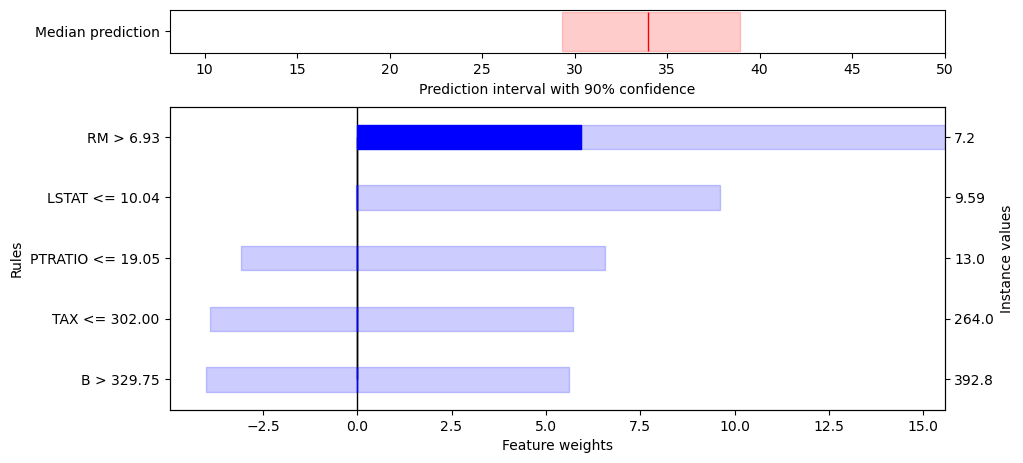 Median prediction
10 15 20 25 30 35 40 45 50
Prediction interval with 90% confidence
RM > 6.93 7.2
LSTAT <= 10.04 9.59
PTRATIO <= 19.05 13.0
TAX <= 302.00 264.0
B > 329.75 392.8
Rules
Instance values
−2.5 0.0 2.5 5.0 7.5 10.0 12.5 15.0
Feature weights